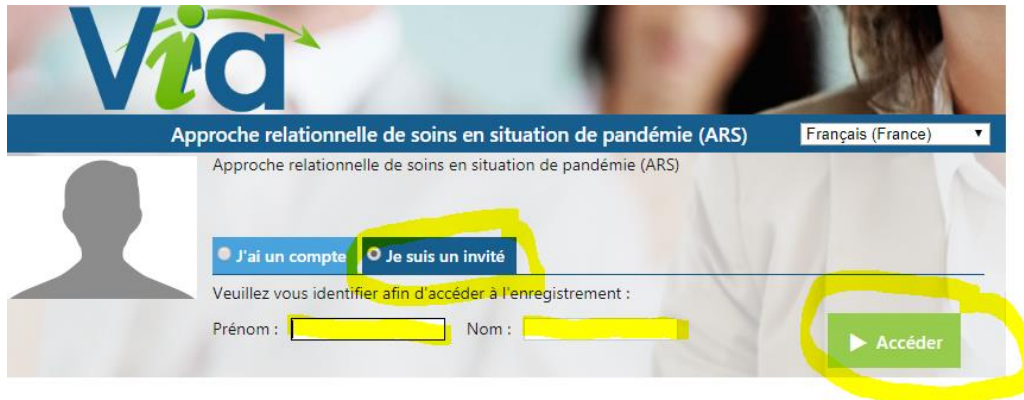 Via
Approche relationnelle de soins en situation de pandémie (ARS) Français (France)
Approche relationnelle de soins en situation de pandémie (ARS)
J'ai un compte Je suis un invité
Veuillez vous identifier afin d'accéder à l'enregistrement :
Prénom : Nom :
Accéder